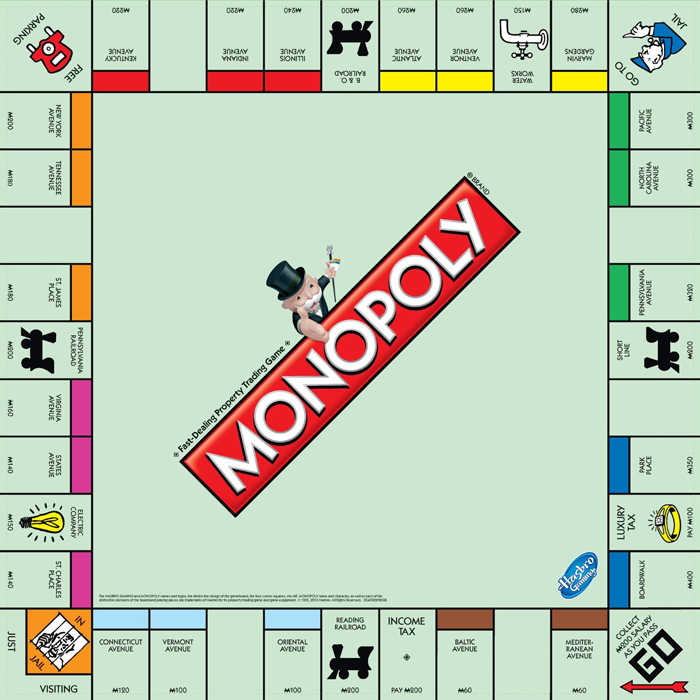 FREE
PARKING
KENTUCKY
AVENUE
₩220
INDIANA
AVENUE
₩220
ILLINOIS
AVENUE
₩240
B. & O.
RAILROAD
₩200
ATLANTIC
AVENUE
₩260
VENTNOR
AVENUE
₩260
WATER
WORKS
₩150
MARVIN
GARDENS
₩280
GO TO
JAIL
NEW YORK
AVENUE
₩200
TENNESSEE
AVENUE
₩180
ST. JAMES
PLACE
₩180
PENNSYLVANIA
RAILROAD
₩200
VIRGINIA
AVENUE
₩160
STATES
AVENUE
₩140
ELECTRIC
COMPANY
₩150
ST. CHARLES
PLACE
₩140
PACIFIC
AVENUE
₩300
NORTH
CAROLINA
AVENUE
₩300
PENNSYLVANIA
AVENUE
₩320
SHORT
LINE
₩200
PARK
PLACE
₩350
LUXURY
TAX
PAY ₩100
BOARDWALK
₩400
® BRAND
MONOPOLY
Fast-Dealing Property Trading Game
Hasbro
Gaming
JUST
IN
JAIL
VISITING
CONNECTICUT
AVENUE
₩120
VERMONT
AVENUE
₩100
ORIENTAL
AVENUE
₩100
READING
RAILROAD
₩200
INCOME
TAX
PAY ₩200
BALTIC
AVENUE
₩60
MEDITER-
RANEAN
AVENUE
₩60
COLLECT
₩200 SALARY
AS YOU PASS
GO